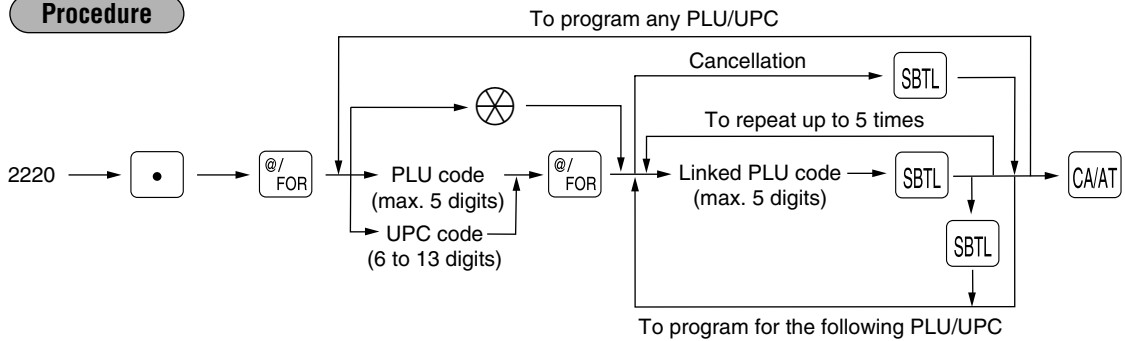 Procedure
To program any PLU/UPC
Cancellation
SBTL
To repeat up to 5 times
2220
•
@/
FOR
PLU code
(max. 5 digits)
UPC code
(6 to 13 digits)
@/
FOR
Linked PLU code
(max. 5 digits)
SBTL
CA/AT
SBTL
To program for the following PLU/UPC